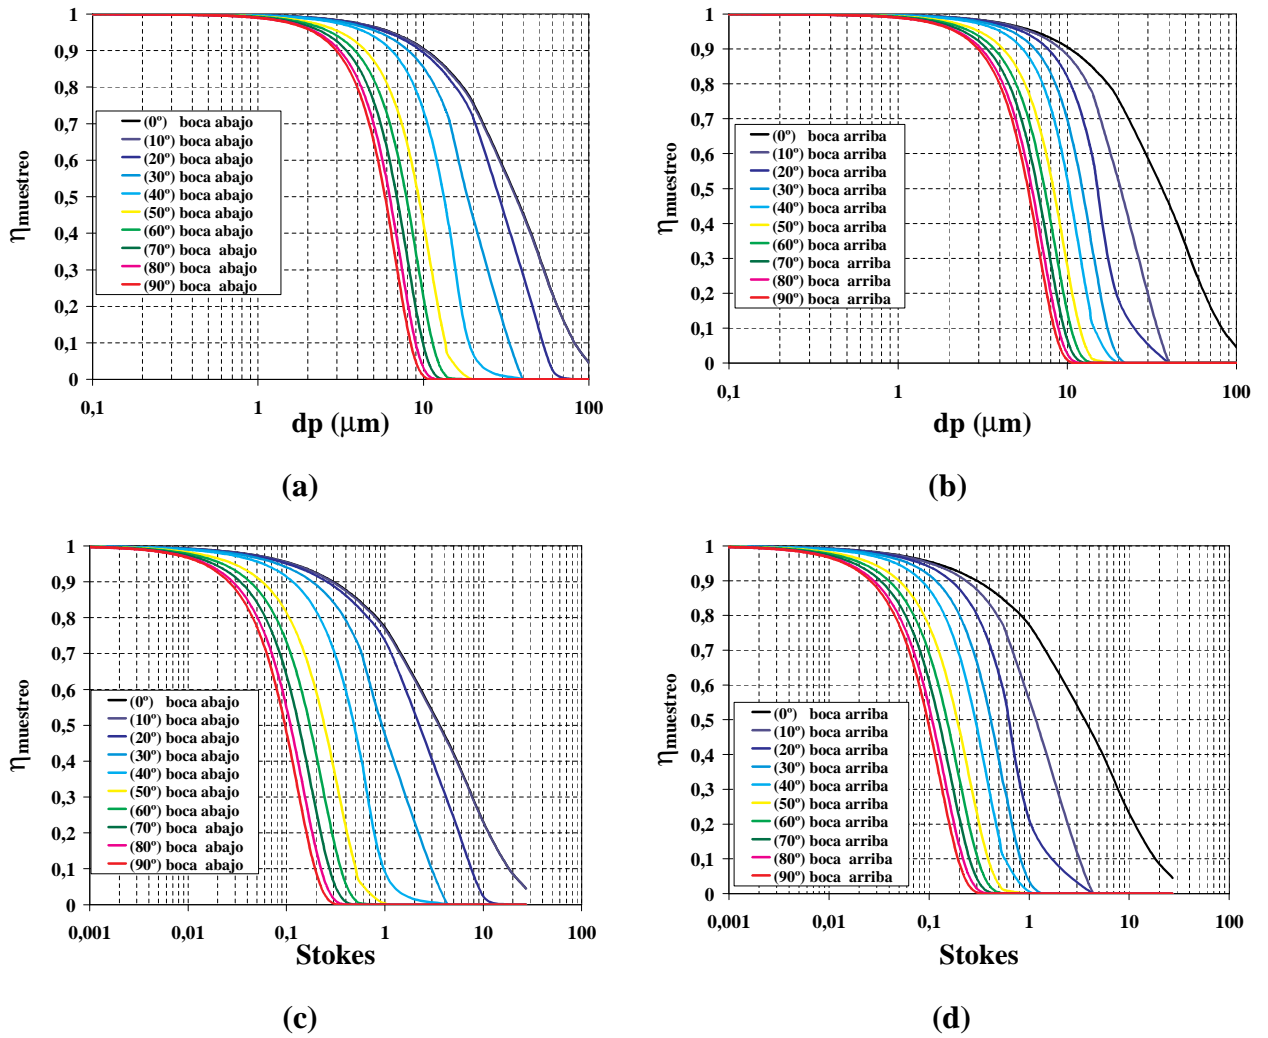 1
0,9
0,8
0,7
0,6
0,5
0,4
0,3
0,2
0,1
0
ηmuestreo
(0º) boca abajo
(10º) boca abajo
(20º) boca abajo
(30º) boca abajo
(40º) boca abajo
(50º) boca abajo
(60º) boca abajo
(70º) boca abajo
(80º) boca abajo
(90º) boca abajo
0,1 1 10 100
dp (μm)
(a)
1
0,9
0,8
0,7
0,6
0,5
0,4
0,3
0,2
0,1
0
ηmuestreo
(0º) boca arriba
(10º) boca arriba
(20º) boca arriba
(30º) boca arriba
(40º) boca arriba
(50º) boca arriba
(60º) boca arriba
(70º) boca arriba
(80º) boca arriba
(90º) boca arriba
0,1 1 10 100
dp (μm)
(b)
1
0,9
0,8
0,7
0,6
0,5
0,4
0,3
0,2
0,1
0
ηmuestreo
(0º) boca abajo
(10º) boca abajo
(20º) boca abajo
(30º) boca abajo
(40º) boca abajo
(50º) boca abajo
(60º) boca abajo
(70º) boca abajo
(80º) boca abajo
(90º) boca abajo
0,001 0,01 0,1 1 10 100
Stokes
(c)
1
0,9
0,8
0,7
0,6
0,5
0,4
0,3
0,2
0,1
0
ηmuestreo
(0º) boca arriba
(10º) boca arriba
(20º) boca arriba
(30º) boca arriba
(40º) boca arriba
(50º) boca arriba
(60º) boca arriba
(70º) boca arriba
(80º) boca arriba
(90º) boca arriba
0,001 0,01 0,1 1 10 100
Stokes
(d)